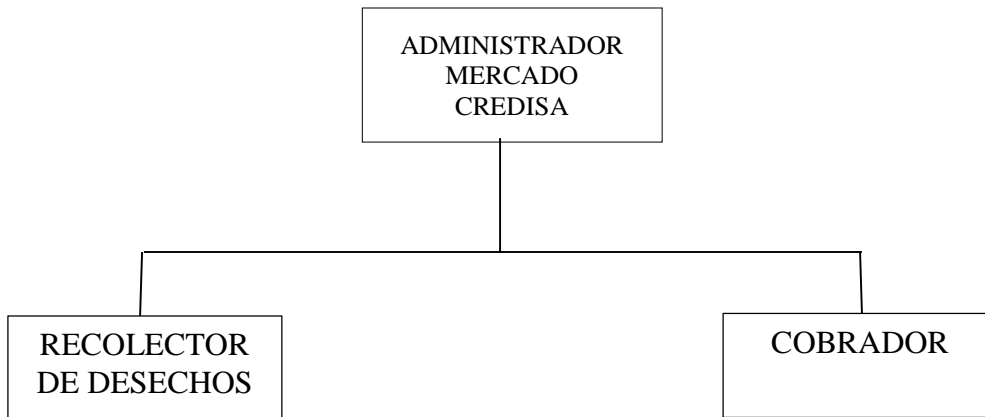 ADMINISTRADOR
MERCADO
CREDISA
RECOLECTOR
DE DESECHOS
COBRADOR